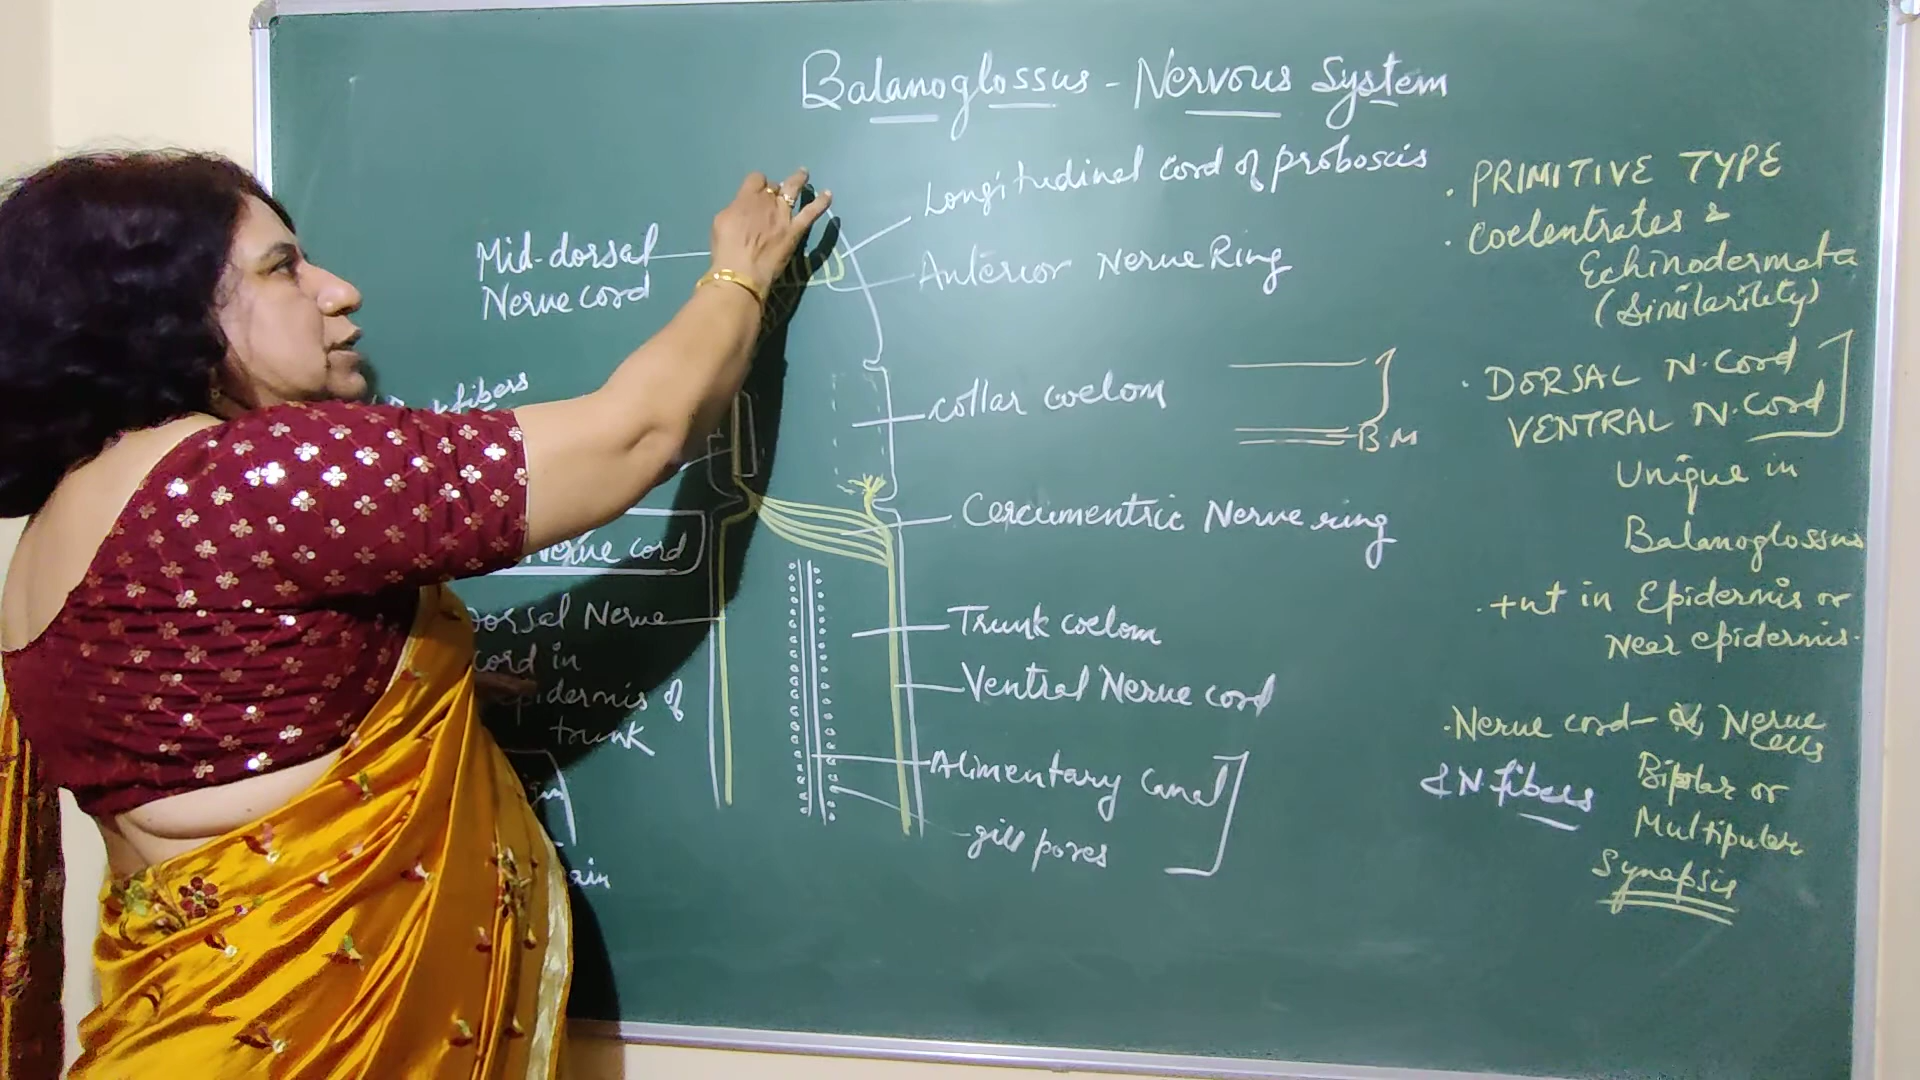 Balanoglossus - Nervous System
Longitudinal cord of proboscis
Mid-dorsal
Nerve cord
Anterior Nerve Ring
fibers
collar coelom
B M
Cercumentric Nerve ring
Nerve cord
Dorsal Nerve
cord in
epidermis of
trunk
Trunk coelom
Ventral Nerve cord
Alimentary Canal
gill pores
. PRIMITIVE TYPE
. Coelentrates &
Echinodermata
(Similarility)
. DORSAL N. Cord
VENTRAL N. Cord
Unique in
Balanoglossus
. +nt in Epidermis or
Near epidermis.
. Nerve cord - Nerve
cells
& N. fibers
Bipolar or
Multipuler
Synapsis